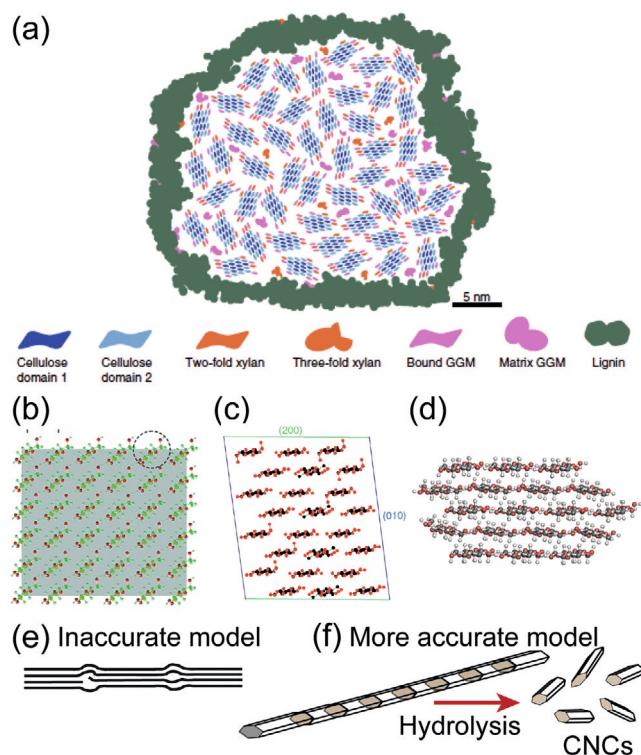 (a)
5 nm
Cellulose domain 1
Cellulose domain 2
Two-fold xylan
Three-fold xylan
Bound GGM
Matrix GGM
Lignin
(b)
(c)
(200)
(010)
(d)
(e) Inaccurate model
(f) More accurate model
Hydrolysis
CNCs